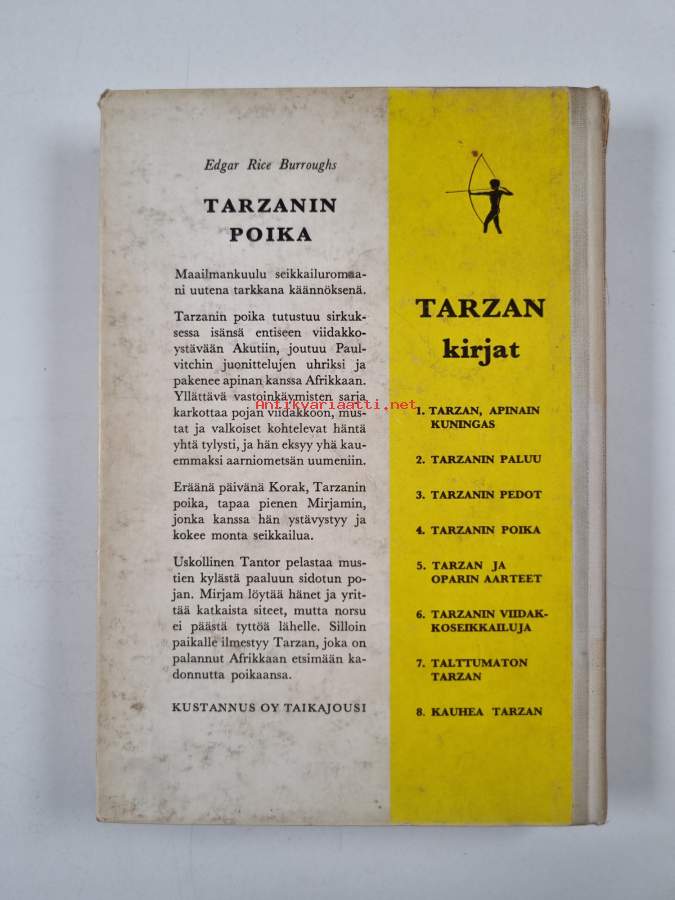 Edgar Rice Burroughs
TARZANIN
POIKA
Maailmankuulu seikkailuromaa-
ni uutena tarkkana käännöksenä.
Tarzanin poika tutustuu sirkuk-
sessa isänsä entiseen viidakko-
ystävään Akutiin, joutuu Paul-
vitchin juonittelujen uhriksi ja
pakenee apinan kanssa Afrikkaan.
Yllättävä vastoinkäymisten sarja
karkottaa pojan viidakkoon, mus-
tat ja valkoiset kohtelevat häntä
yhtä tylysti, ja hän eksyy yhä kau-
emmaksi aarniometsän uumeniin.
Eräänä päivänä Korak, Tarzanin
poika, tapaa pienen Mirjamin,
jonka kanssa hän ystävystyy ja
kokee monta seikkailua.
Uskollinen Tantor pelastaa mus-
tien kylästä paaluun sidotun po-
jan. Mirjam löytää hänet ja yrit-
tää katkaista siteet, mutta norsu
ei päästä tyttöä lähelle. Silloin
paikalle ilmestyy Tarzan, joka on
palannut Afrikkaan etsimään ka-
donnutta poikaansa.
KUSTANNUS OY TAIKAJOUSI
TARZAN
kirjat
1. TARZAN, APINAIN
KUNINGAS
2. TARZANIN PALUU
3. TARZANIN PEDOT
4. TARZANIN POIKA
5. TARZAN JA
OPARIN AARTEET
6. TARZANIN VIIDAK-
KOSEIKKAILUJA
7. TALTTUMATON
TARZAN
8. KAUHEA TARZAN
Antikvariaatti.net